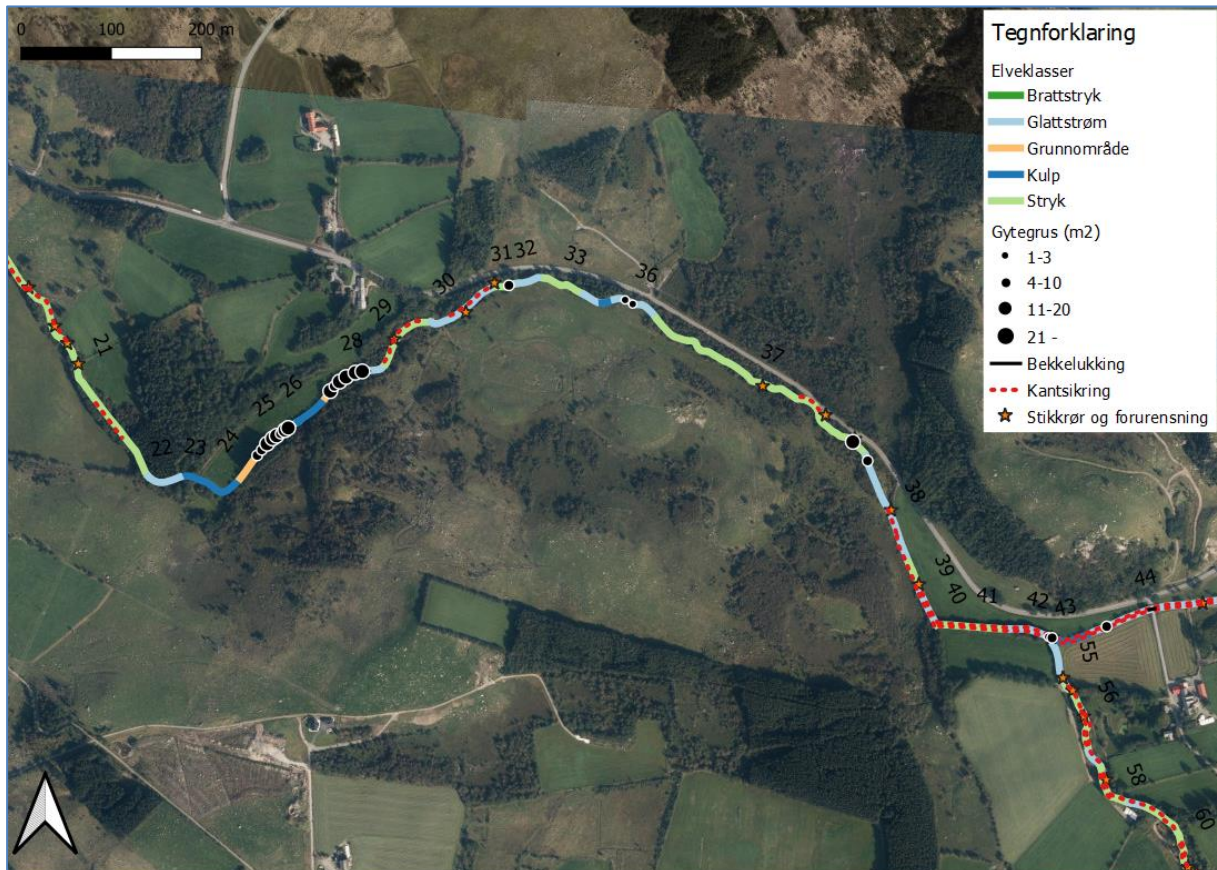 0 100 200 m
Tegnforklaring
Elveklasser
Brattstryk
Glattstrøm
Grunnområde
Kulp
Stryk
Gytegrus (m2)
1-3
4-10
11-20
21 -
Bekkelukking
Kantsikring
Stikkrør og forurensning
31 32
33
36
30
29
28
21
26
25
24
22 23
37
38
39
40
41
42
43
44
55
56
58
60